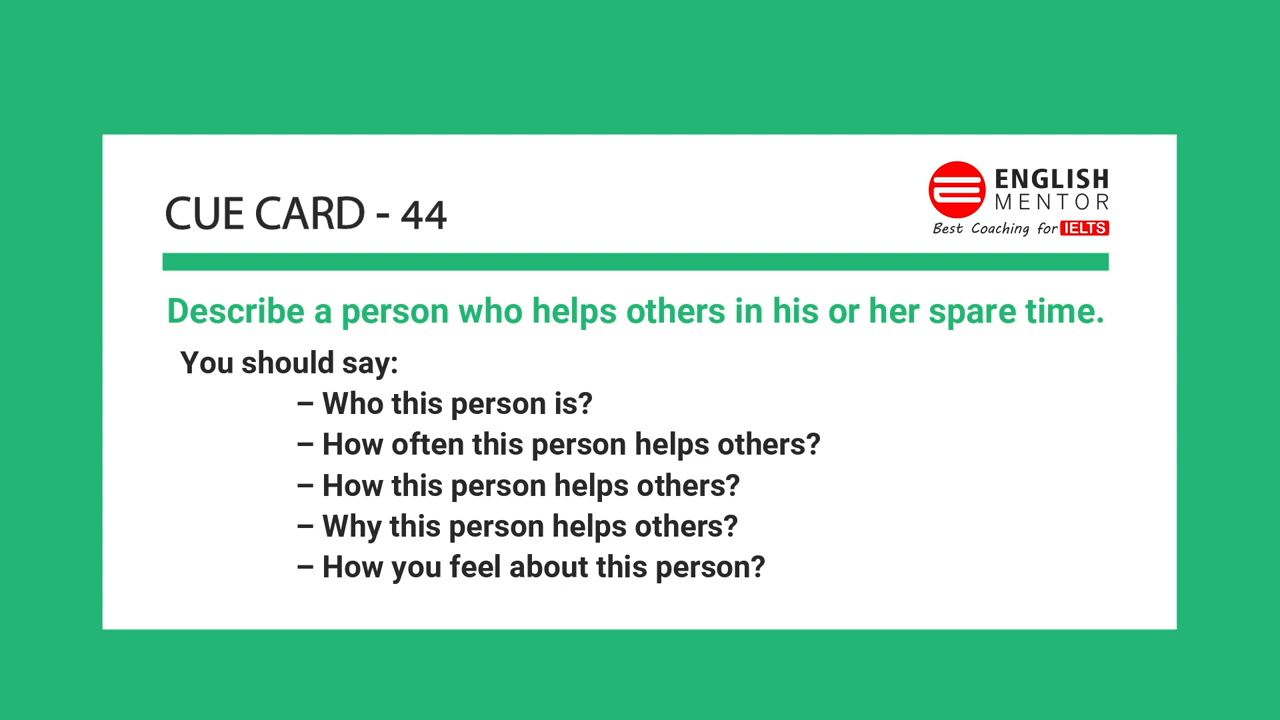 CUE CARD - 44
ENGLISH
MENTOR
Best Coaching for IELTS
Describe a person who helps others in his or her spare time.
You should say:
– Who this person is?
– How often this person helps others?
– How this person helps others?
– Why this person helps others?
– How you feel about this person?